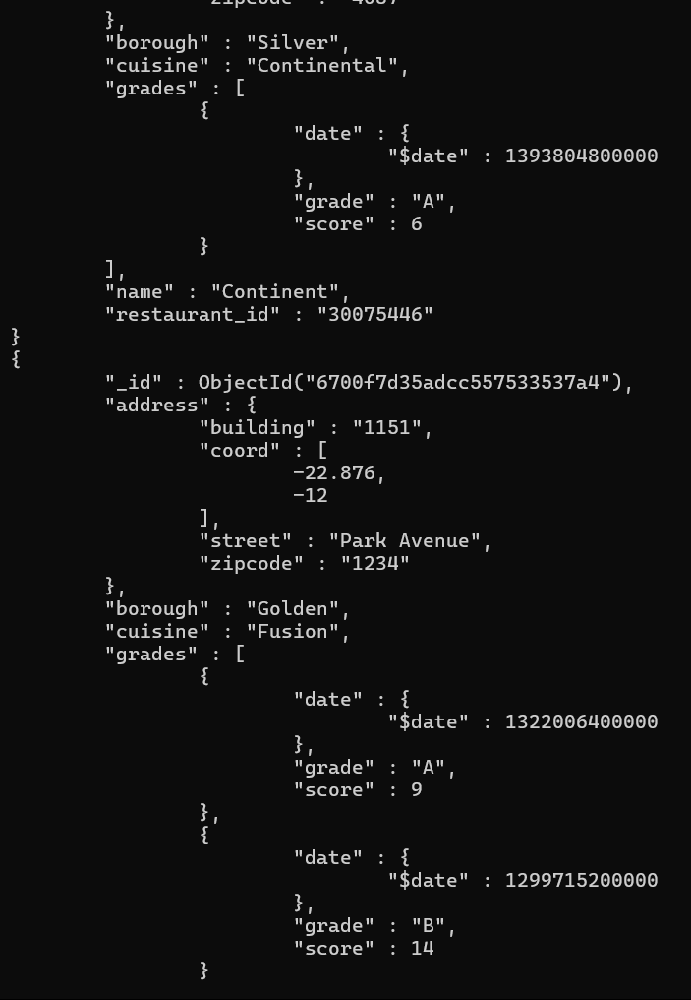 "zipcode" : "4087"
},
"borough" : "Silver",
"cuisine" : "Continental",
"grades" : [
{
"date" : {
"$date" : 1393804800000
},
"grade" : "A",
"score" : 6
}
],
"name" : "Continent",
"restaurant_id" : "30075446"
}
{
"_id" : ObjectId("6700f7d35adcc557533537a4"),
"address" : {
"building" : "1151",
"coord" : [
-22.876,
-12
],
"street" : "Park Avenue",
"zipcode" : "1234"
},
"borough" : "Golden",
"cuisine" : "Fusion",
"grades" : [
{
"date" : {
"$date" : 1322006400000
},
"grade" : "A",
"score" : 9
},
{
"date" : {
"$date" : 1299715200000
},
"grade" : "B",
"score" : 14
}